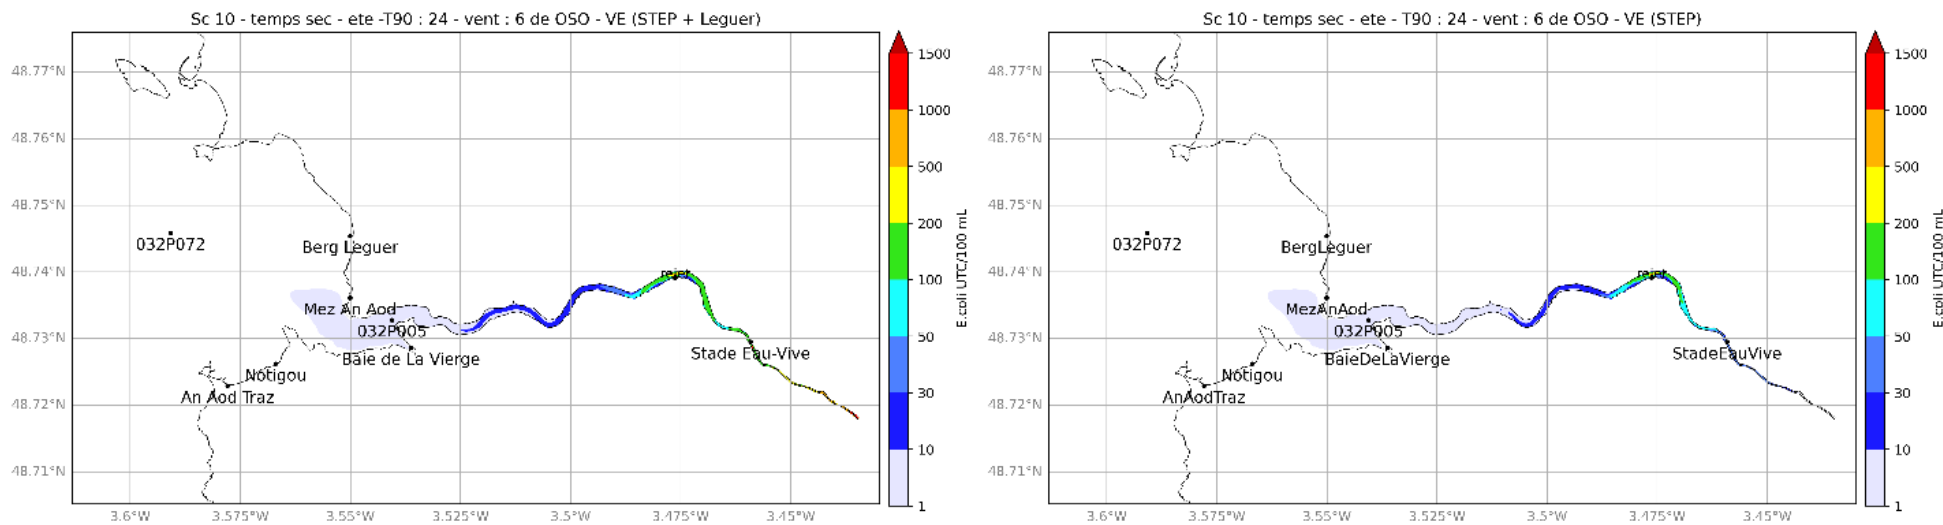 Sc 10 - temps sec - ete -T90 : 24 - vent : 6 de OSO - VE (STEP + Leguer)
48.77°N
48.76°N
48.75°N
48.74°N
48.73°N
48.72°N
48.71°N
032P072
Berg Leguer
rejet
Mez An Aod
032P005
Baie de La Vierge
Stade Eau-Vive
Notigou
An Aod Traz
3.6°W
3.575°W
3.55°W
3.525°W
3.5°W
3.475°W
3.45°W
1500
1000
500
200
100
50
30
10
1
E.coli UTC/100 mL
Sc 10 - temps sec - ete - T90 : 24 - vent : 6 de OSO - VE (STEP)
48.77°N
48.76°N
48.75°N
48.74°N
48.73°N
48.72°N
48.71°N
032P072
BergLeguer
rejet
MezAnAod
032P005
BaieDeLaVierge
StadeEauVive
Notigou
AnAodTraz
3.6°W
3.575°W
3.55°W
3.525°W
3.5°W
3.475°W
3.45°W
1500
1000
500
200
100
50
30
10
1
E.coli UTC/100 mL